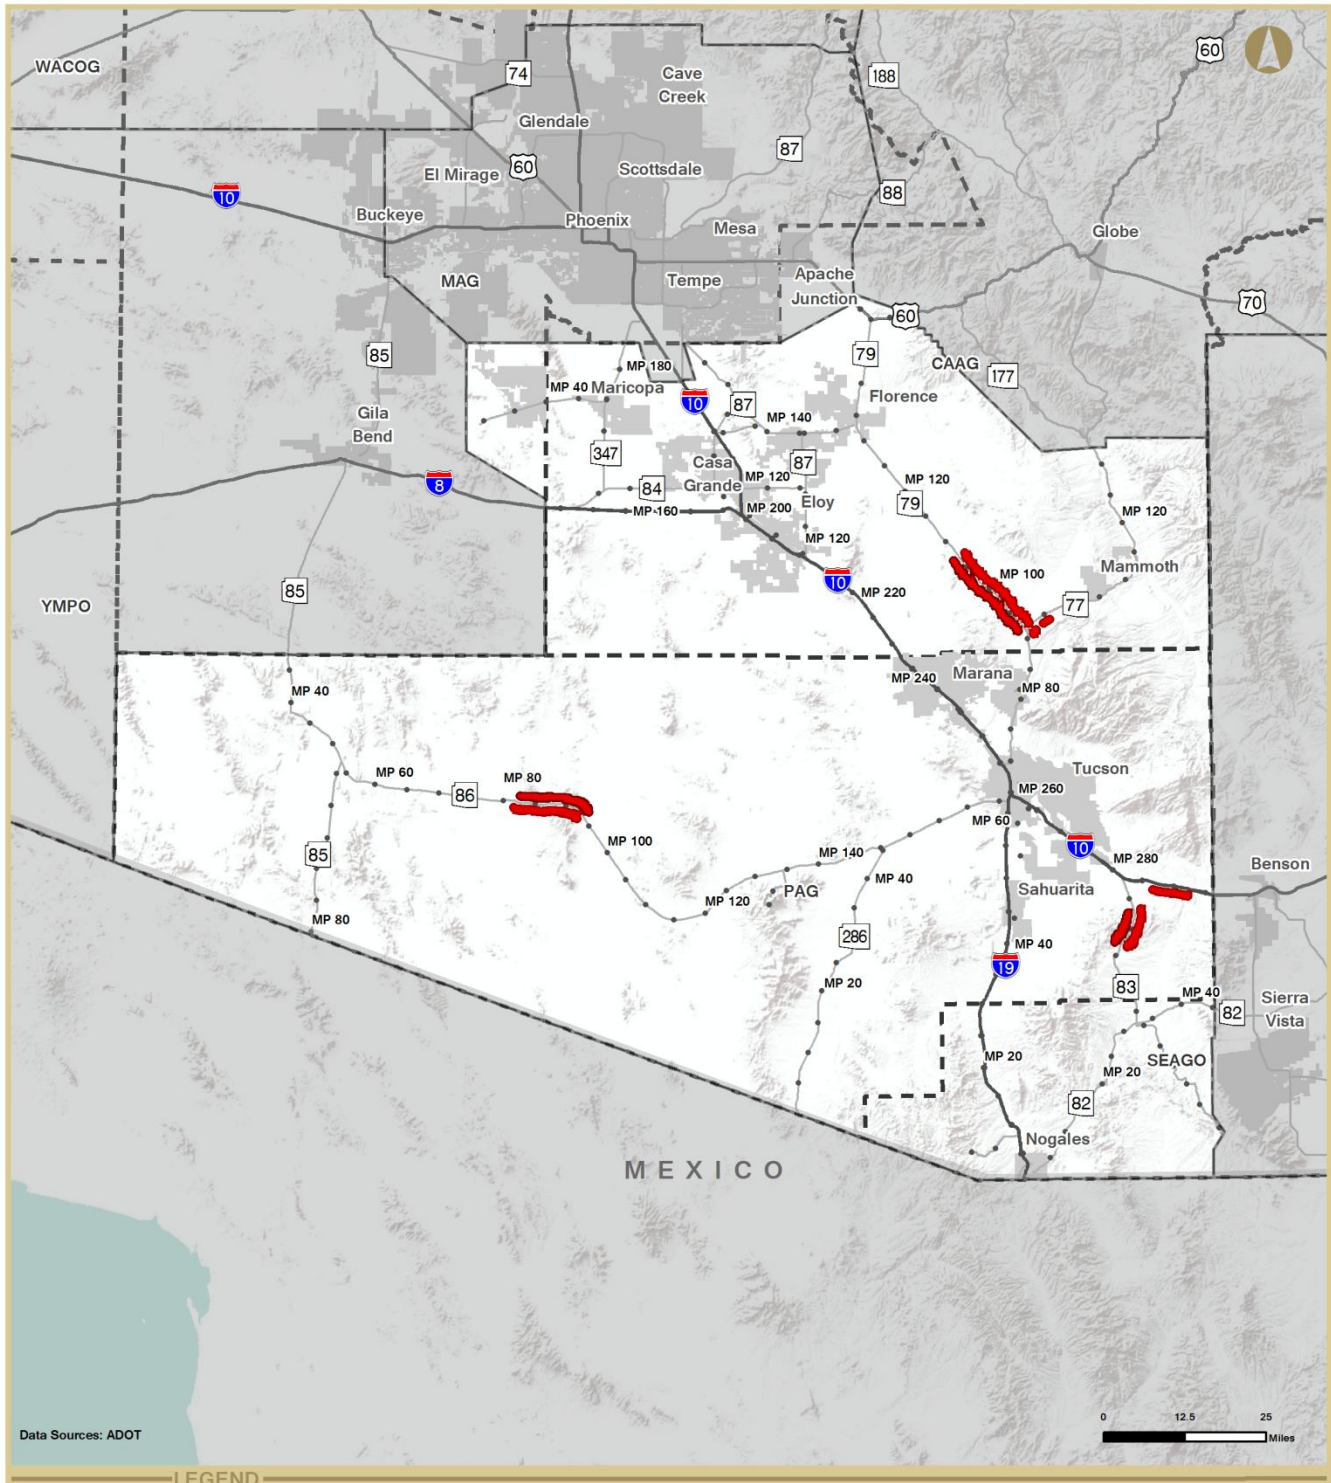 WACOG
74
Cave
Creek
188
60
Glendale
87
El Mirage
60
Scottsdale
10
88
Buckeye
Phoenix
Mesa
Globe
MAG
Tempe
Apache
Junction
60
70
85
79
CAAG
177
MP 180
MP 40
Maricopa
10
87
MP 140
Florence
Gila
Bend
347
Casa
Grande
87
MP 120
MP 120
8
84
Eloy
79
MP 160
MP 200
MP 120
MP 120
Mammoth
10
MP 100
85
MP 220
77
YMPO
MP 240
Marana
MP 80
MP 40
MP 60
86
MP 80
Tucson
MP 260
MP 60
85
MP 100
MP 140
10
MP 280
Benson
MP 120
PAG
MP 40
Sahuarita
MP 80
286
MP 40
19
MP 20
83
MP 40
82
Sierra
Vista
MP 20
SEAGO
MP 20
82
Nogales
MEXICO
0 12.5 25
Miles
Data Sources: ADOT
LEGEND